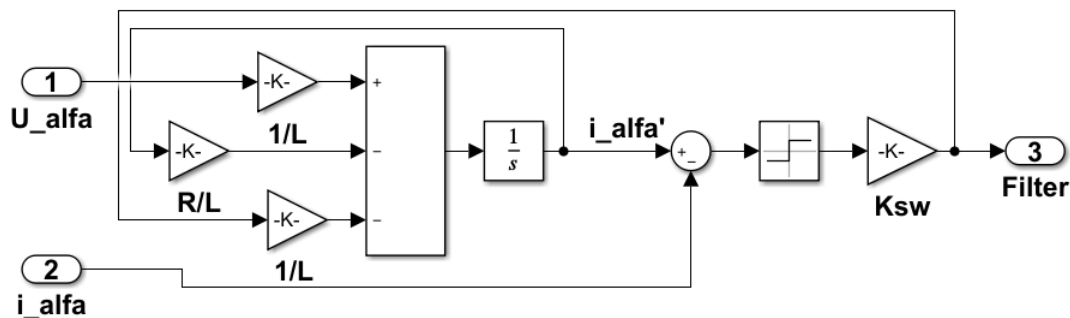 1
U_alfa
-K-
1/L
+
-K-
R/L
-
-K-
1/L
-
1
s
i_alfa'
+
-
-K-
Ksw
3
Filter
2
i_alfa